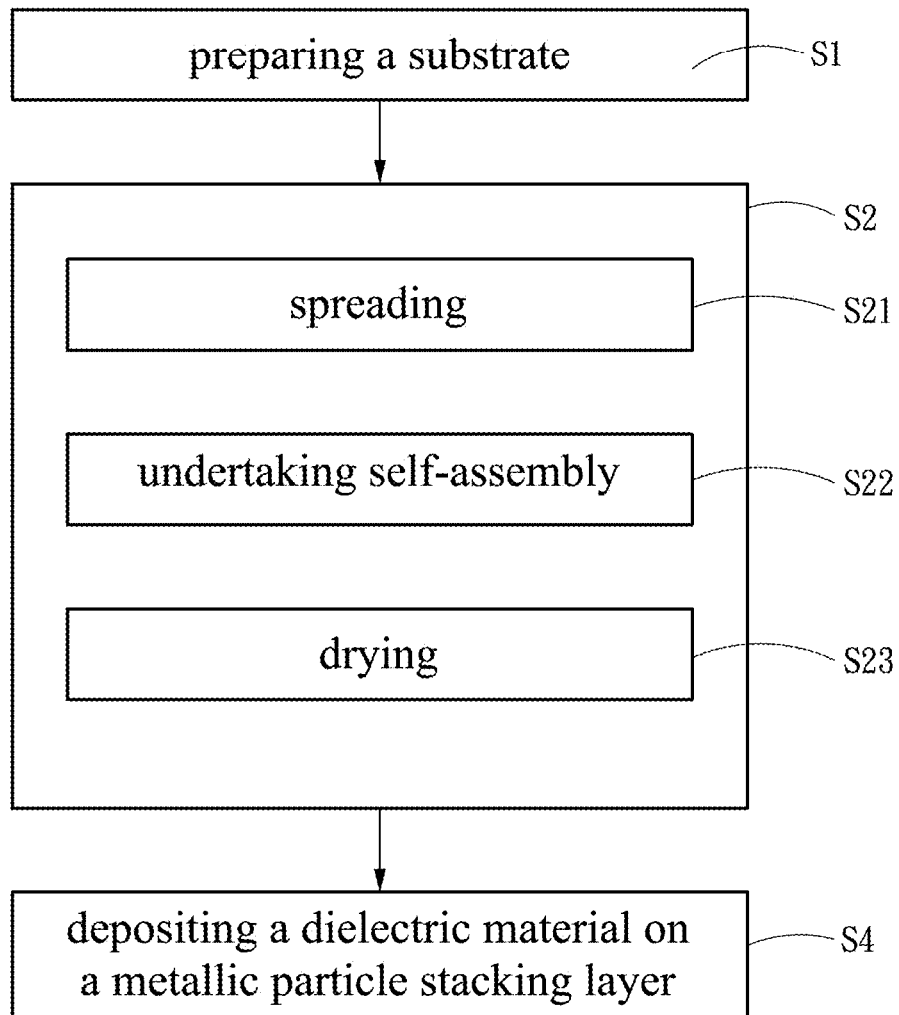 preparing a substrate
S1
S2
spreading
S21
undertaking self-assembly
S22
drying
S23
depositing a dielectric material on
a metallic particle stacking layer
S4